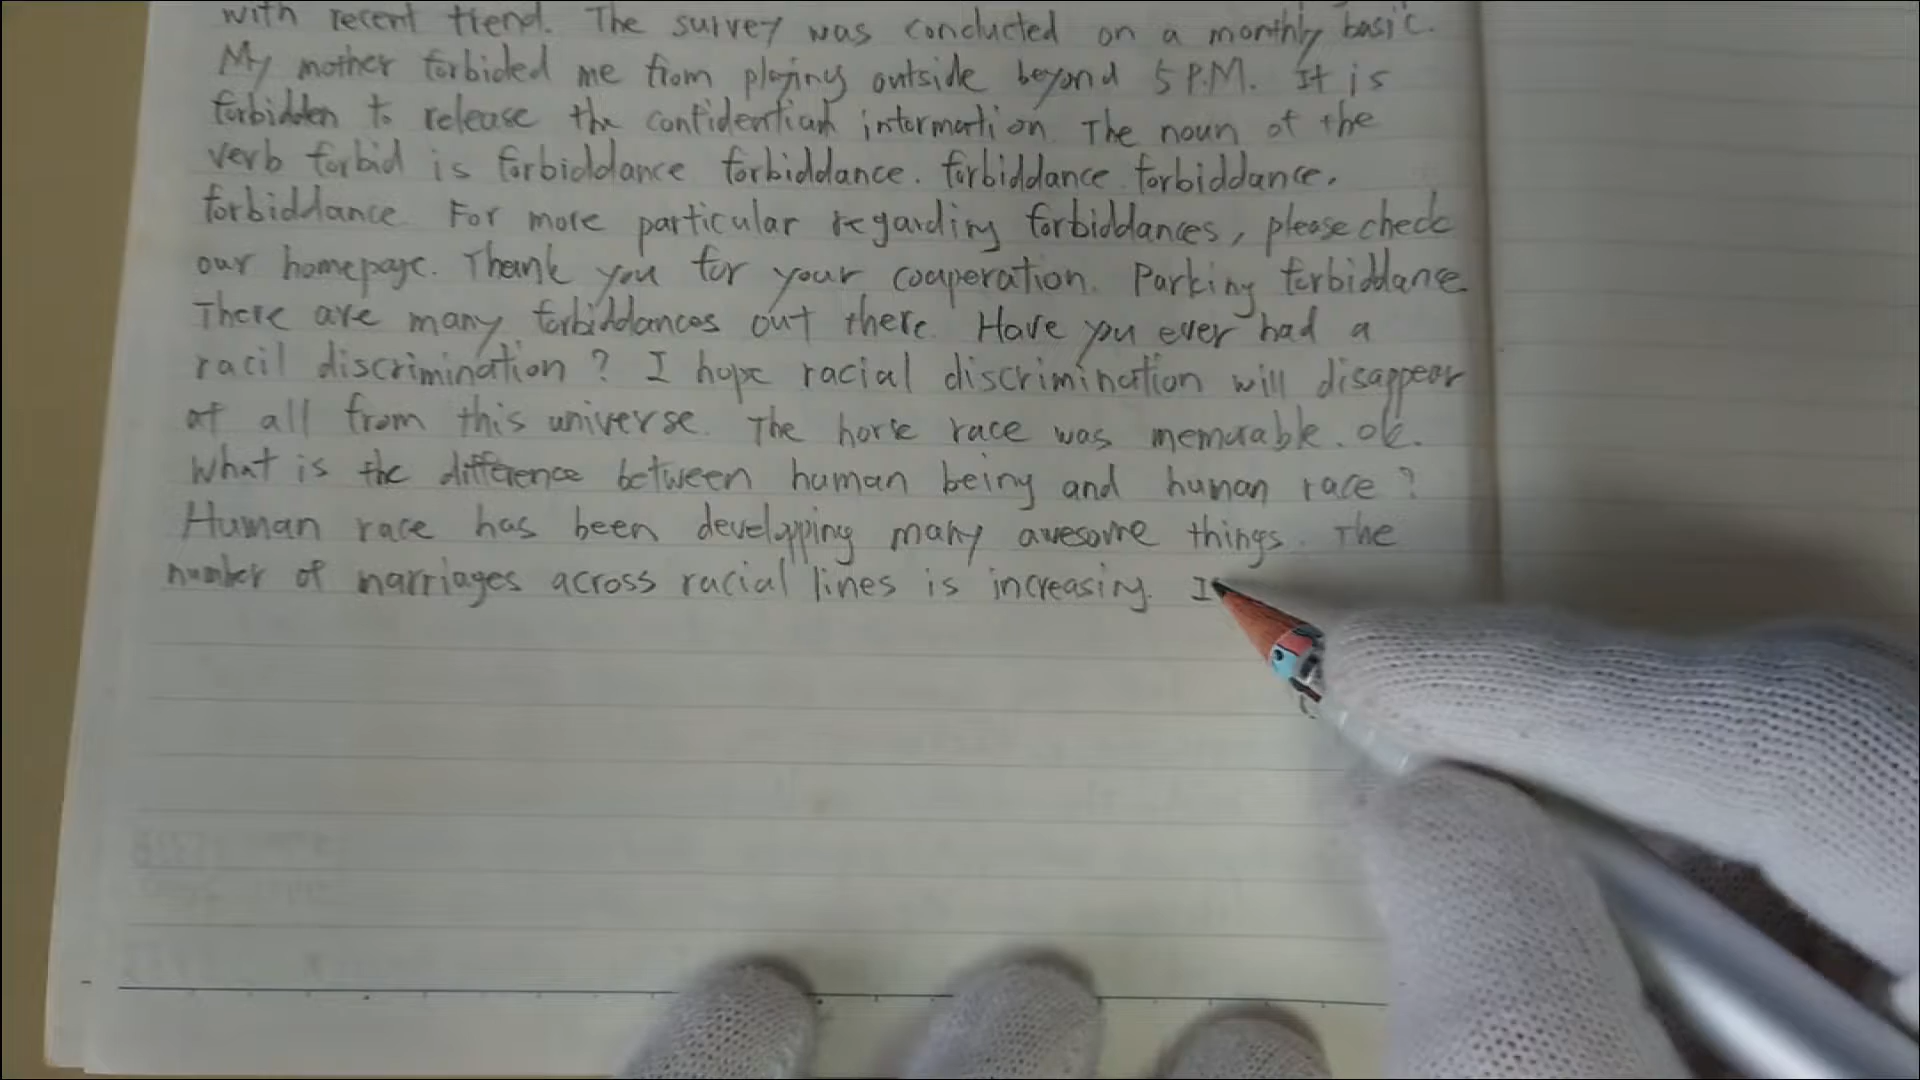 with recent trend. The survey was conducted on a monthly basic.
My mother forbided me from playing outside beyond 5 P.M. It is
forbidden to release the confidential information. The noun of the
verb forbid is forbiddance forbiddance. forbiddance. forbiddance.
forbiddance For more particular regarding forbiddances, please check
our homepage. Thank you for your couperation. Parking forbiddance
There are many forbiddances out there. Have you ever had a
racil discrimination? I hope racial discrimination will disappear
at all from this universe. The horse race was memorable. ok.
What is the difference between human being and human race?
Human race has been developping many awesome things. The
number of marriages across racial lines is increasing. I